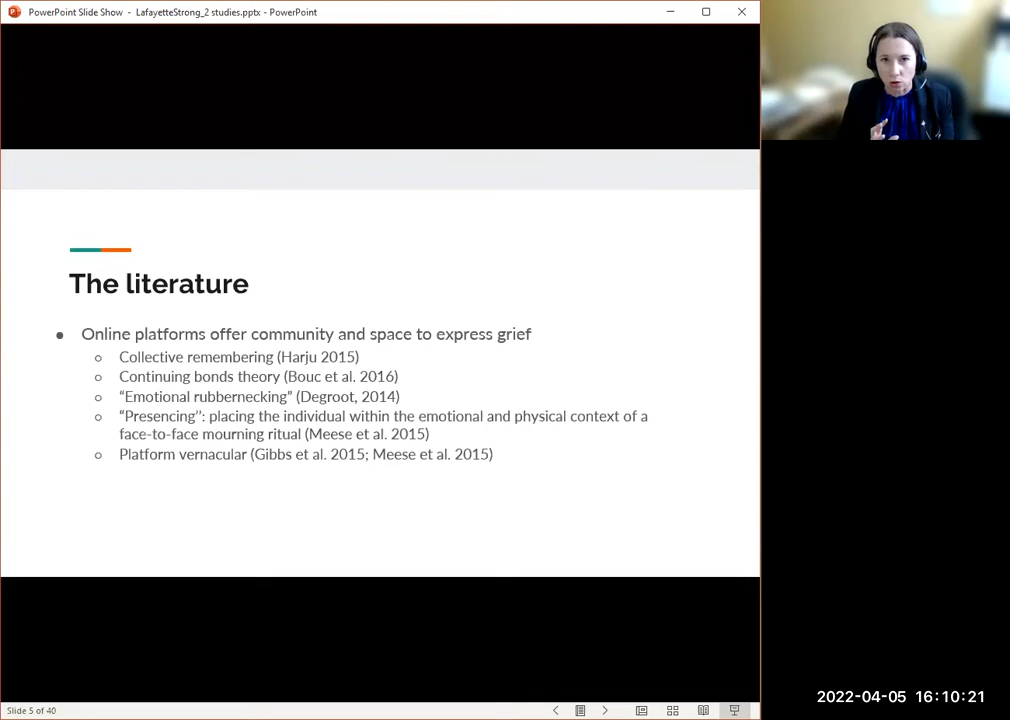 PowerPoint Slide Show - LafayetteStrong_2 studies.pptx - PowerPoint
The literature
Online platforms offer community and space to express grief
Collective remembering (Harju 2015)
Continuing bonds theory (Bouc et al. 2016)
“Emotional rubbernecking” (Degroot, 2014)
“Presencing’’: placing the individual within the emotional and physical context of a
face-to-face mourning ritual (Meese et al. 2015)
Platform vernacular (Gibbs et al. 2015; Meese et al. 2015)
Slide 5 of 40
2022-04-05 16:10:21